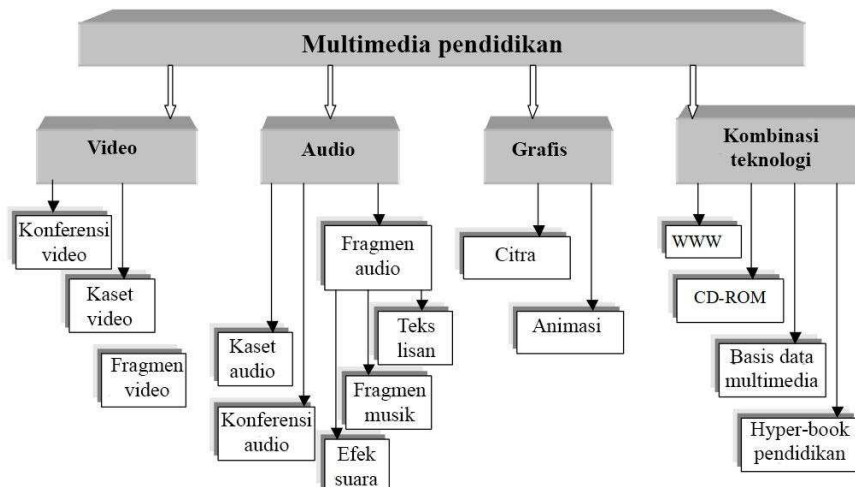 Multimedia pendidikan
Video
Audio
Grafis
Kombinasi
teknologi
Konferensi
video
Kaset
video
Fragmen
video
Fragmen
audio
Teks
lisan
Kaset
audio
Fragmen
musik
Konferensi
audio
Efek
suara
Citra
Animasi
WWW
CD-ROM
Basis data
multimedia
Hyper-book
pendidikan